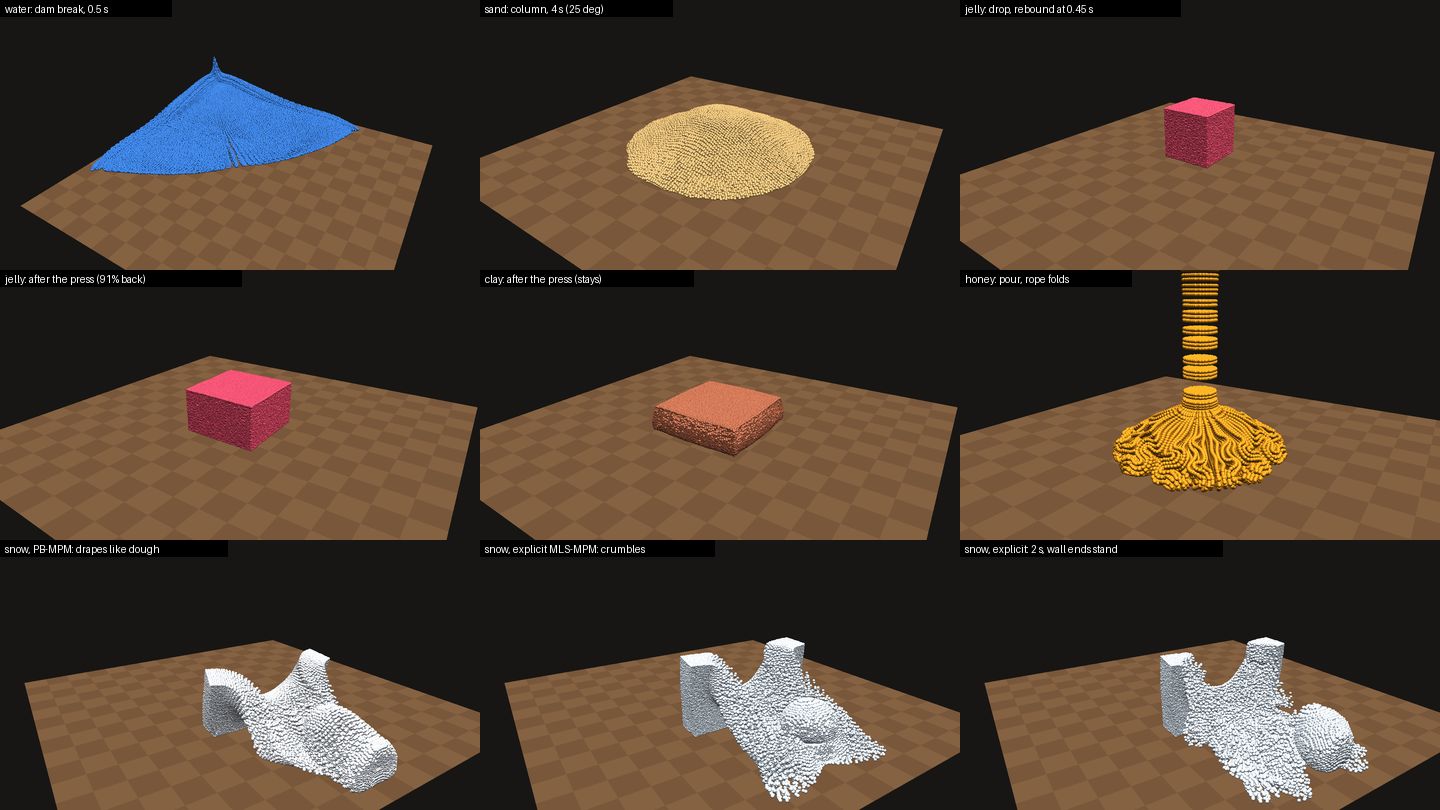 water: dam break, 0.5 s
sand: column, 4 s (25 deg)
jelly: drop, rebound at 0.45 s
jelly: after the press (91% back)
clay: after the press (stays)
honey: pour, rope folds
snow, PB-MPM: drapes like dough
snow, explicit MLS-MPM: crumbles
snow, explicit: 2 s, wall ends stand